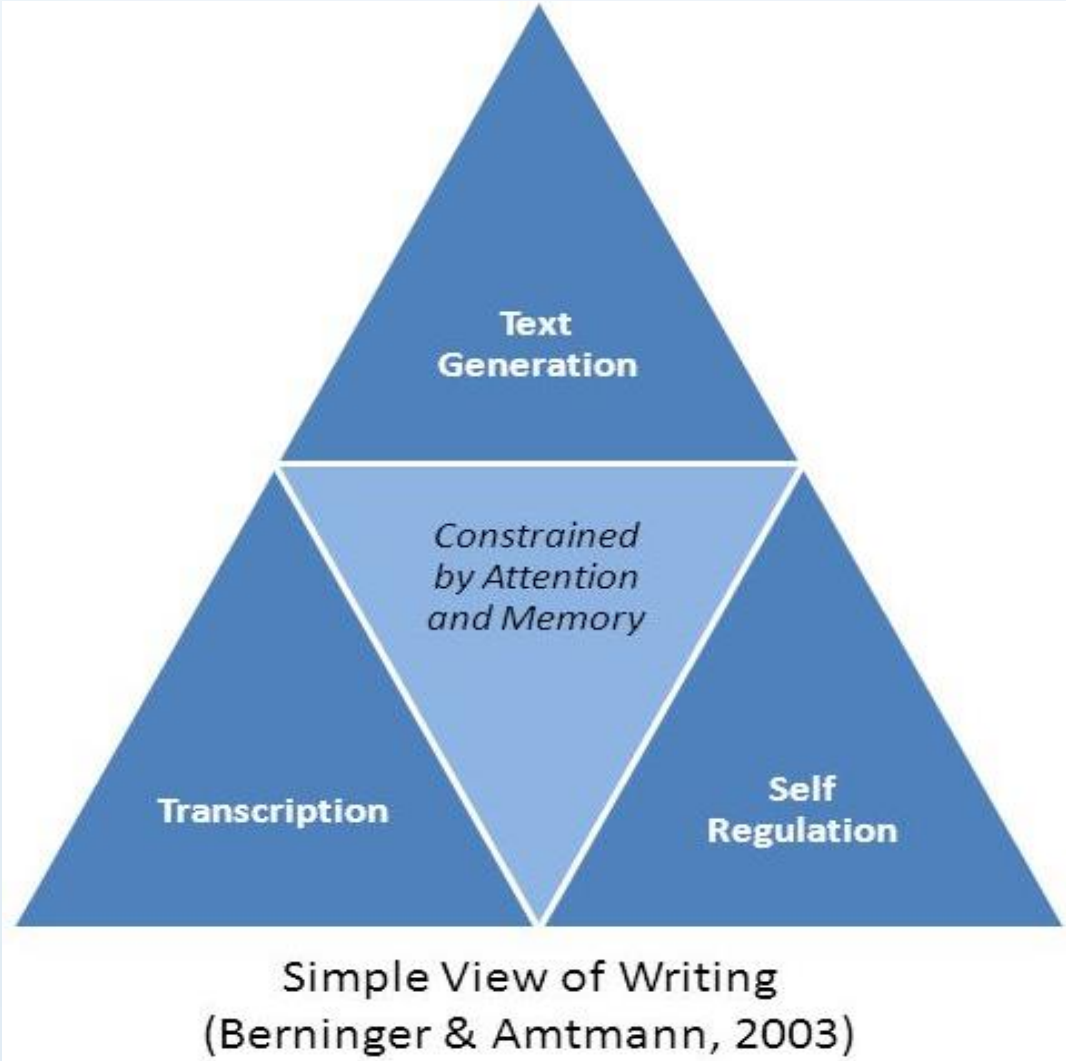 Text
Generation
Constrained
by Attention
and Memory
Transcription
Self
Regulation
Simple View of Writing
(Berninger & Amtmann, 2003)